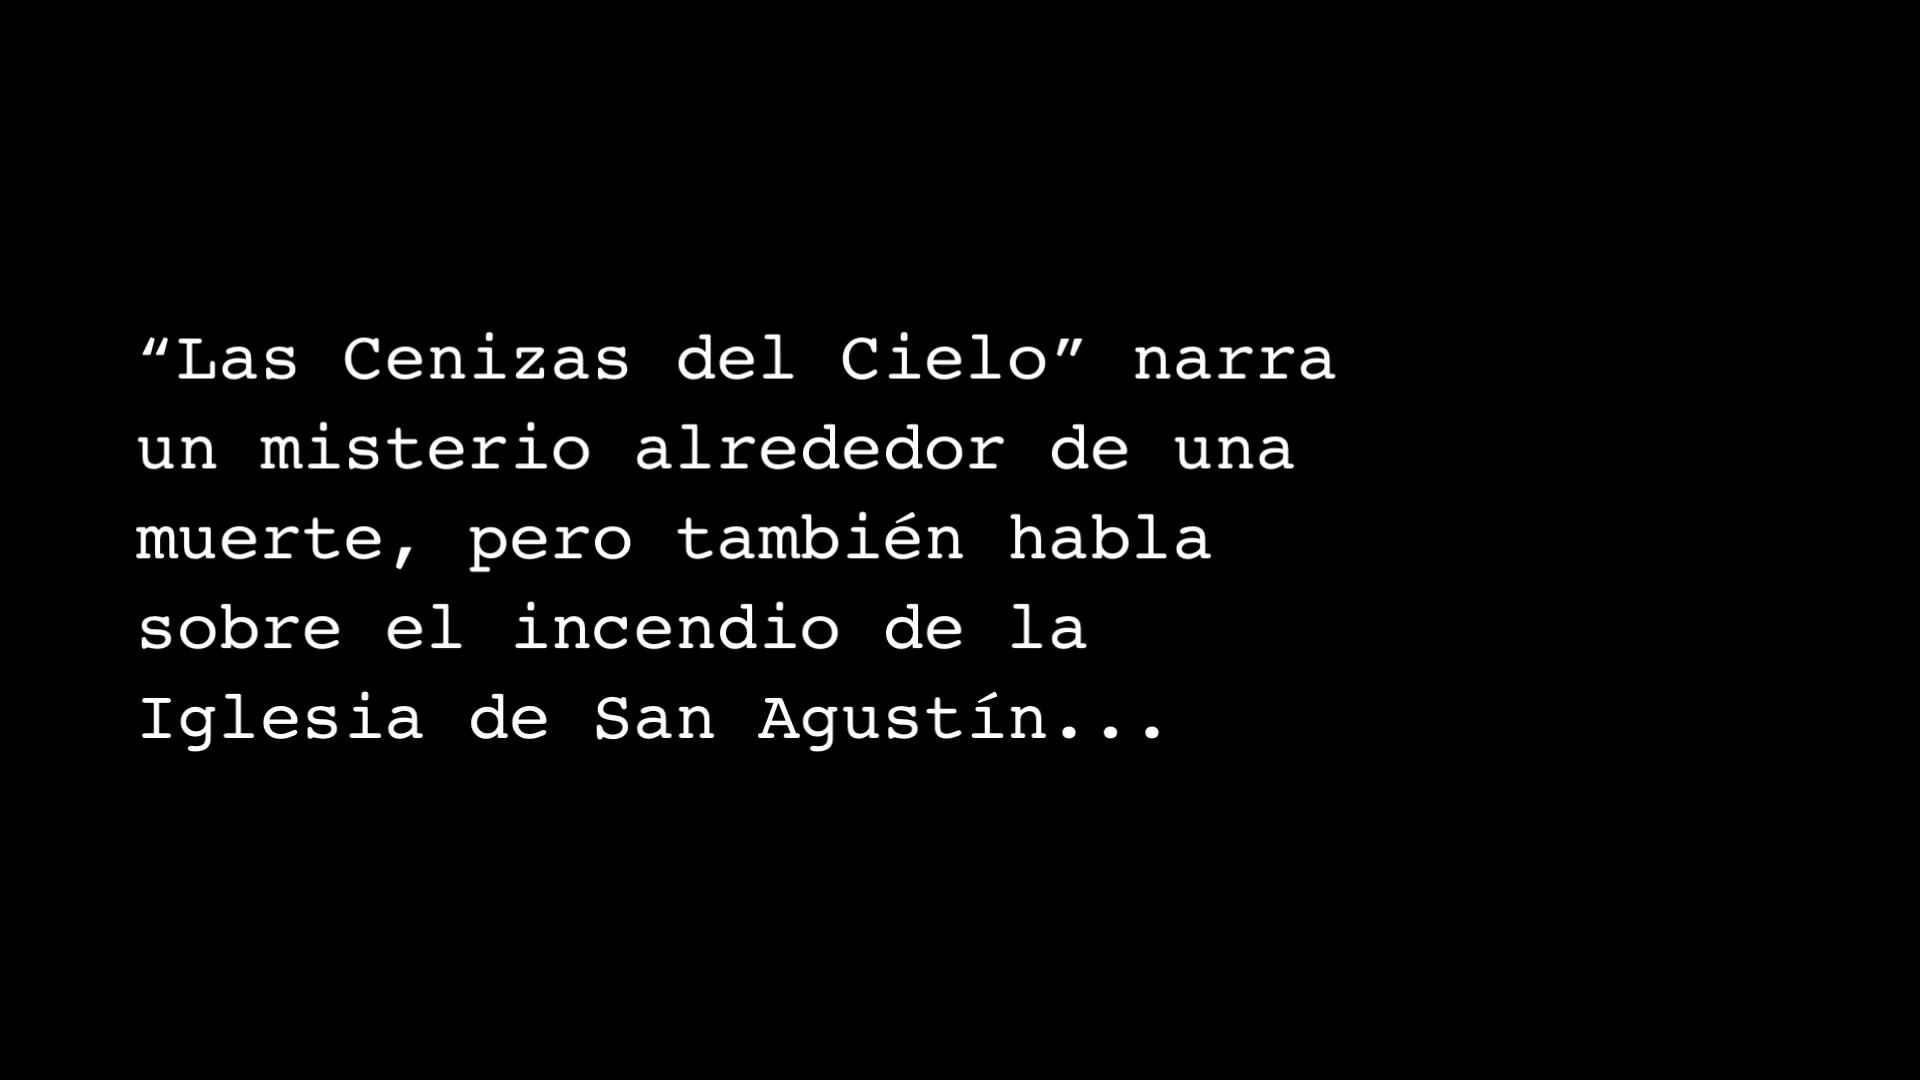 “Las Cenizas del Cielo” narra
un misterio alrededor de una
muerte, pero también habla
sobre el incendio de la
Iglesia de San Agustín...